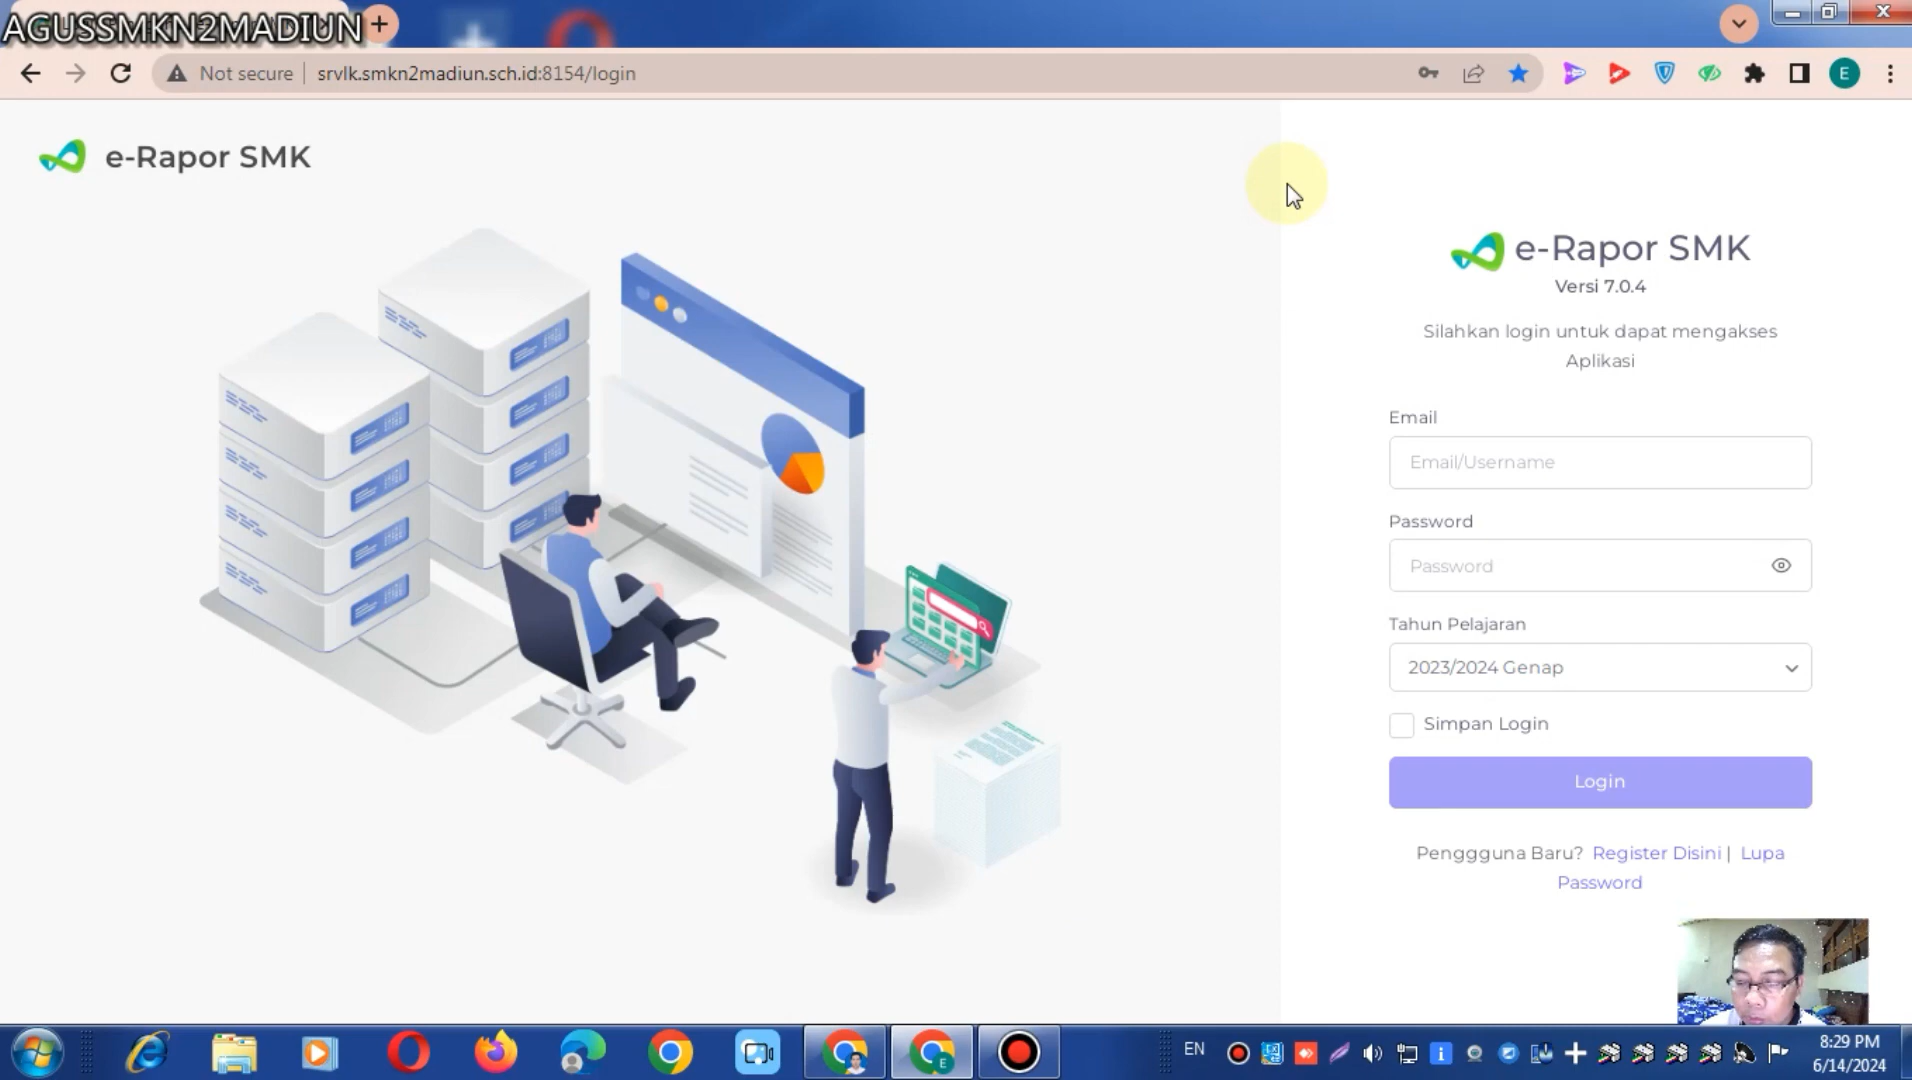 AGUSSMKN2MADIUN
Not secure
srvlk.smkn2madiun.sch.id:8154/login
E
e-Rapor SMK
e-Rapor SMK
Versi 7.0.4
Silahkan login untuk dapat mengakses
Aplikasi
Email
Email/Username
Password
Password
Tahun Pelajaran
2023/2024 Genap
Simpan Login
Login
Penggguna Baru? Register Disini | Lupa
Password
E
EN
8:29 PM
6/14/2024